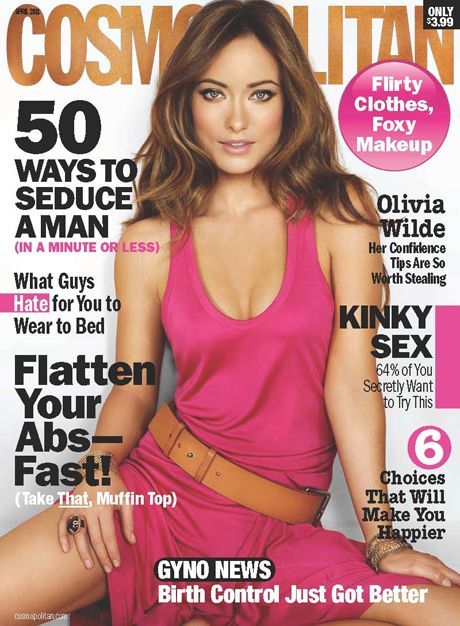 APRIL 2011
COSMOPOLITAN
ONLY
$3.99
Flirty
Clothes,
Foxy
Makeup
50
WAYS TO
SEDUCE
A MAN
(IN A MINUTE OR LESS)
Olivia
Wilde
Her Confidence
Tips Are So
Worth Stealing
What Guys
Hate for You to
Wear to Bed
KINKY
SEX
64% of You
Secretly Want
to Try This
Flatten
Your
Abs—
Fast!
(Take That, Muffin Top)
6
Choices
That Will
Make You
Happier
GYNO NEWS
Birth Control Just Got Better
cosmopolitan.com